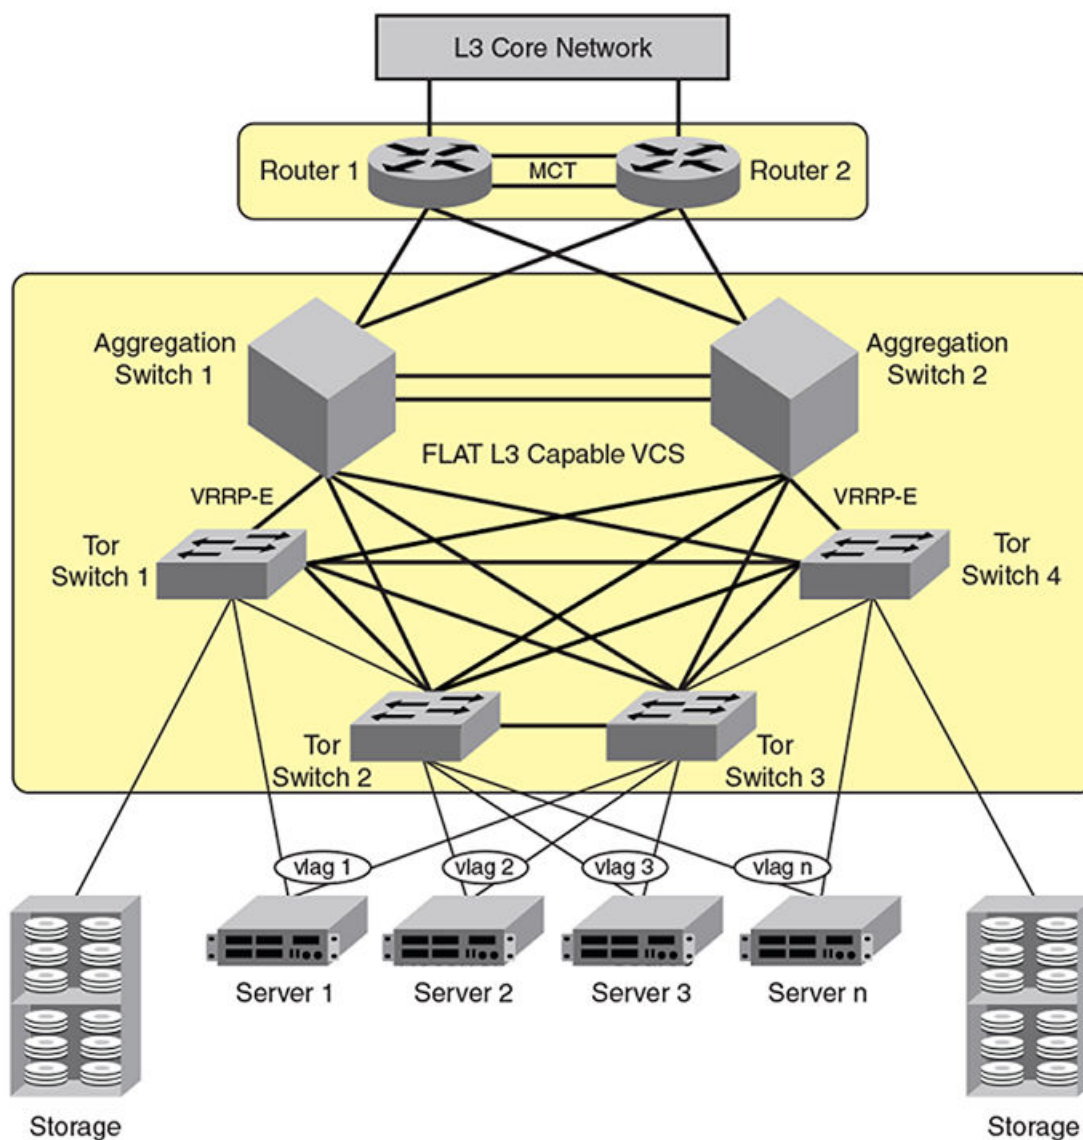 L3 Core Network
Router 1
MCT
Router 2
Aggregation
Switch 1
Aggregation
Switch 2
FLAT L3 Capable VCS
VRRP-E
VRRP-E
Tor
Switch 1
Tor
Switch 4
Tor
Switch 2
Tor
Switch 3
vlag 1
vlag 2
vlag 3
vlag n
Server 1
Server 2
Server 3
Server n
Storage
Storage